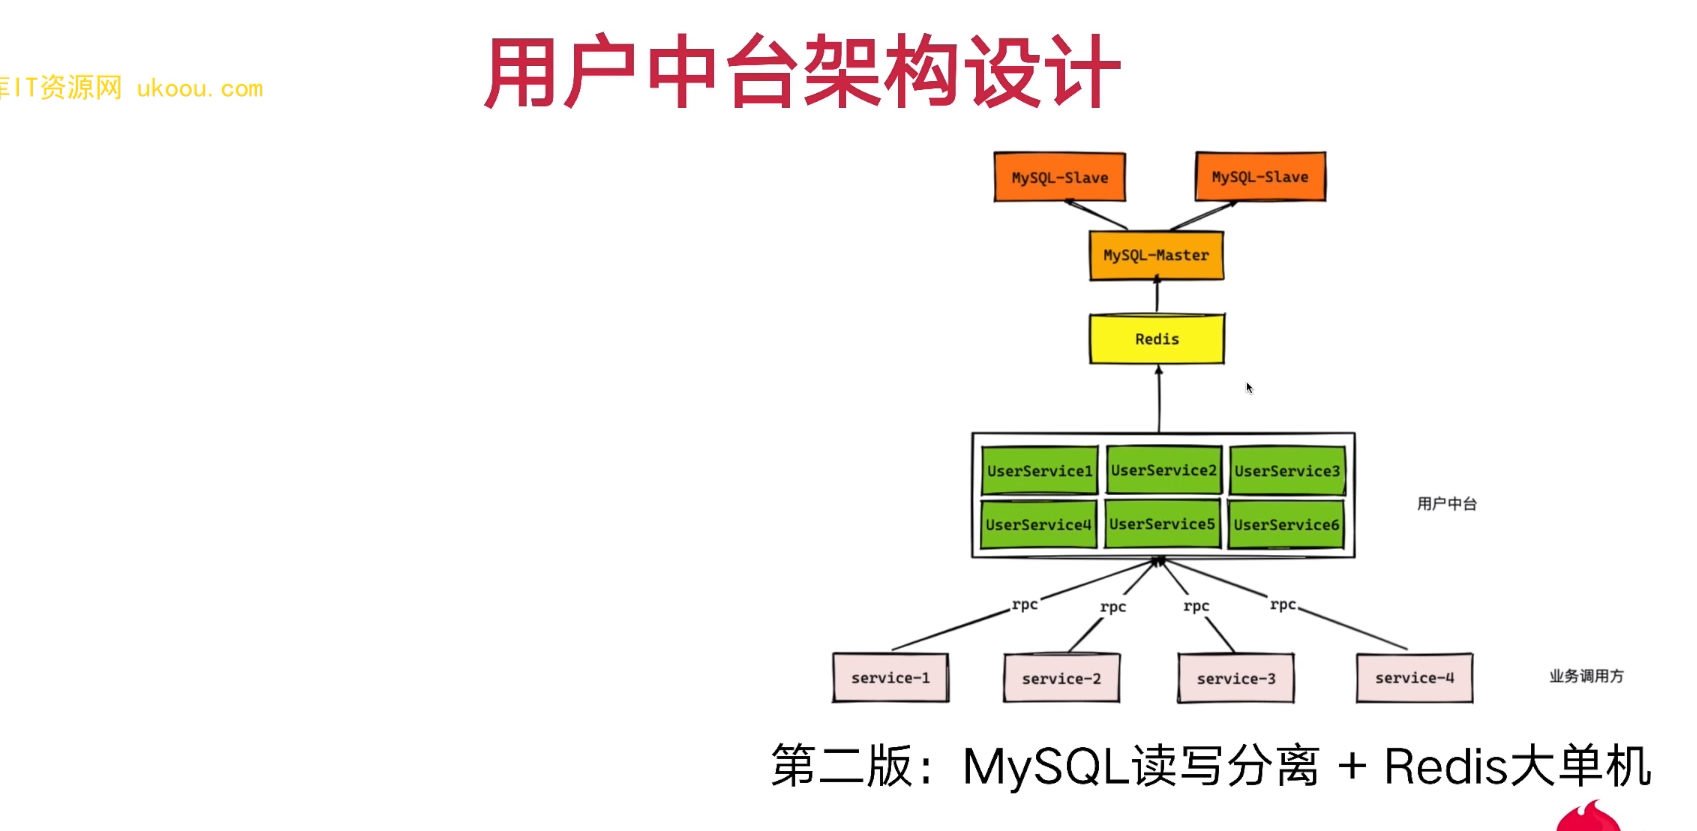 用户中台架构设计
库IT资源网 ukoou.com
MySQL-Slave MySQL-Slave
MySQL-Master
Redis
UserService1 UserService2 UserService3
UserService4 UserService5 UserService6
用户中台
rpc rpc rpc rpc
service-1 service-2 service-3 service-4
业务调用方
第二版：MySQL读写分离 + Redis大单机